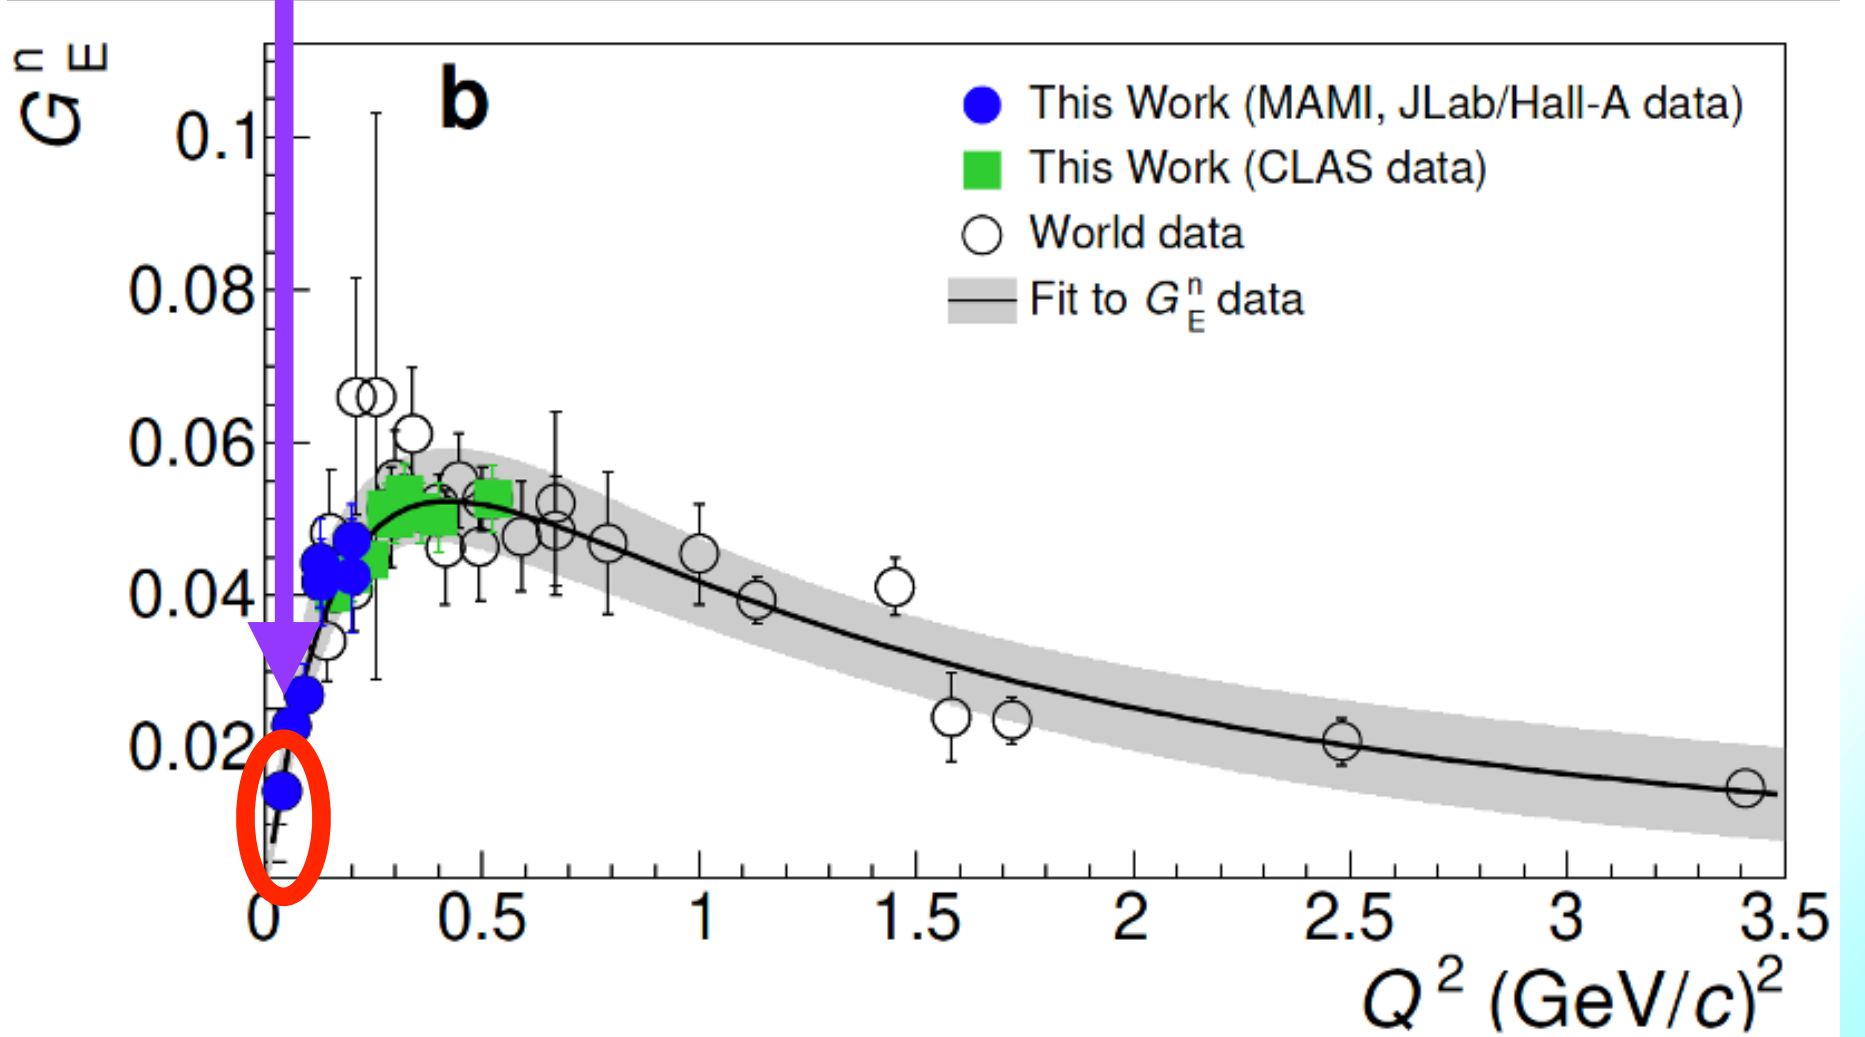 G^n_E
b
0.1
0.08
0.06
0.04
0.02
This Work (MAMI, JLab/Hall-A data)
This Work (CLAS data)
World data
Fit to G^n_E data
0 0.5 1 1.5 2 2.5 3 3.5
Q^2 (GeV/c)^2